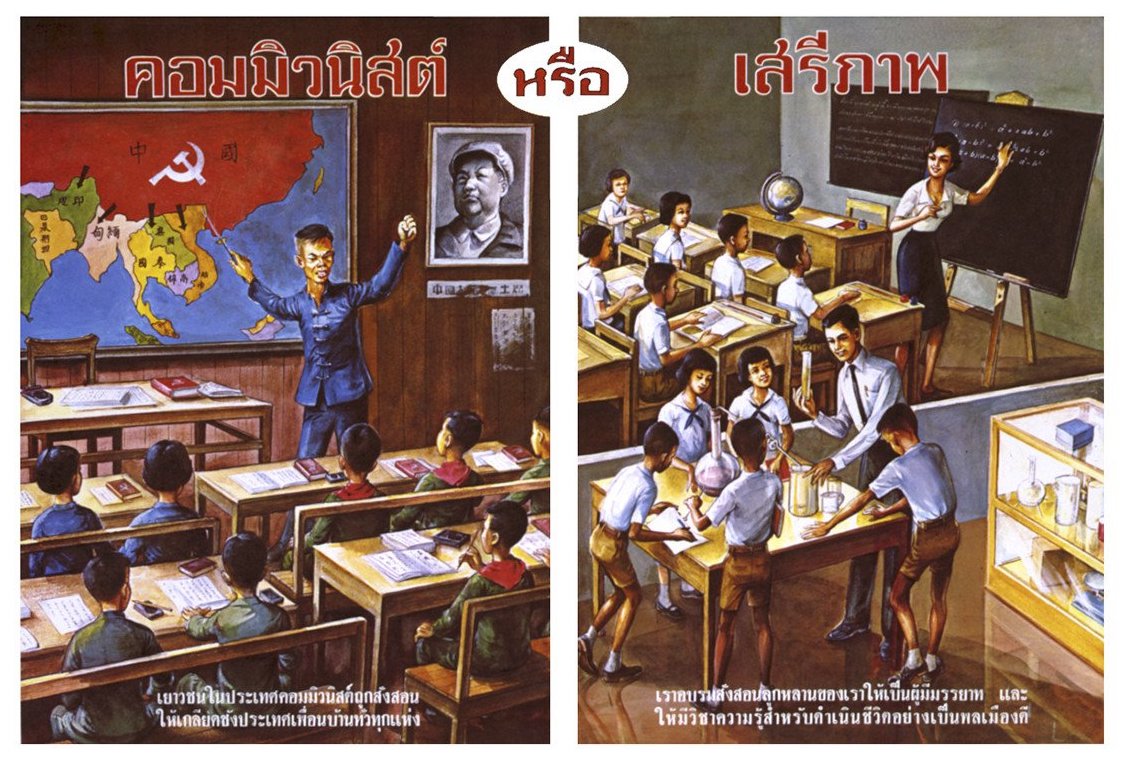 คอมมิวนิสต์
หรือ
เสรีภาพ
中 國
印
緬
甸
泰
國
เยาวชนในประเทศคอมมิวนิสต์ถูกสั่งสอน
ให้เกลียดชังประเทศเพื่อนบ้านทั่วทุกแห่ง
เราอบรมสั่งสอนลูกหลานของเราให้เป็นผู้มีมรรยาท และ
ให้มีวิชาความรู้สำหรับดำเนินชีวิตอย่างเป็นพลเมืองดี